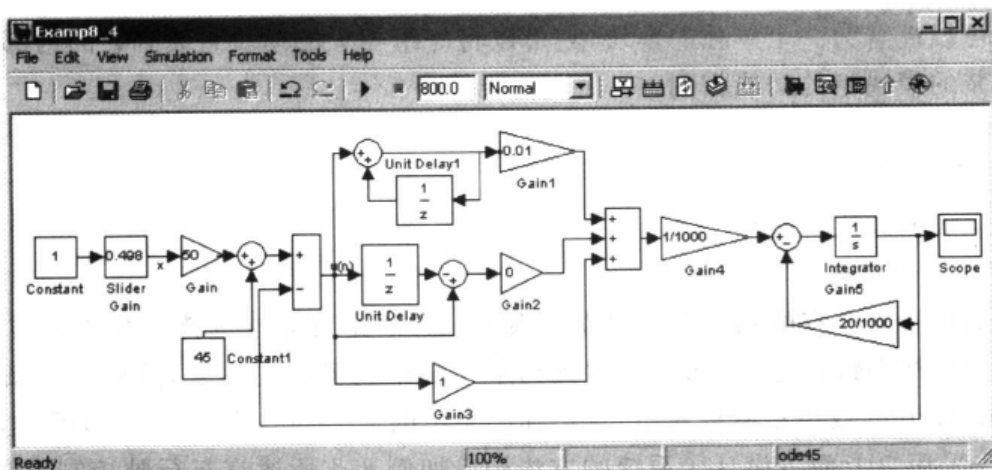 Examp8_4
File Edit View Simulation Format Tools Help
800.0 Normal
0.01
Unit Delay1
Gain1
1
z
1
Constant
0.498
Slider
Gain
x
50
Gain
+
+
45
Constant1
+
−
u(n)
1
z
Unit Delay
−
+
0
Gain2
1
Gain3
+
+
+
1/1000
Gain4
+
−
1
s
Integrator
Gain5
20/1000
Scope
+
+
Ready 100% ode45